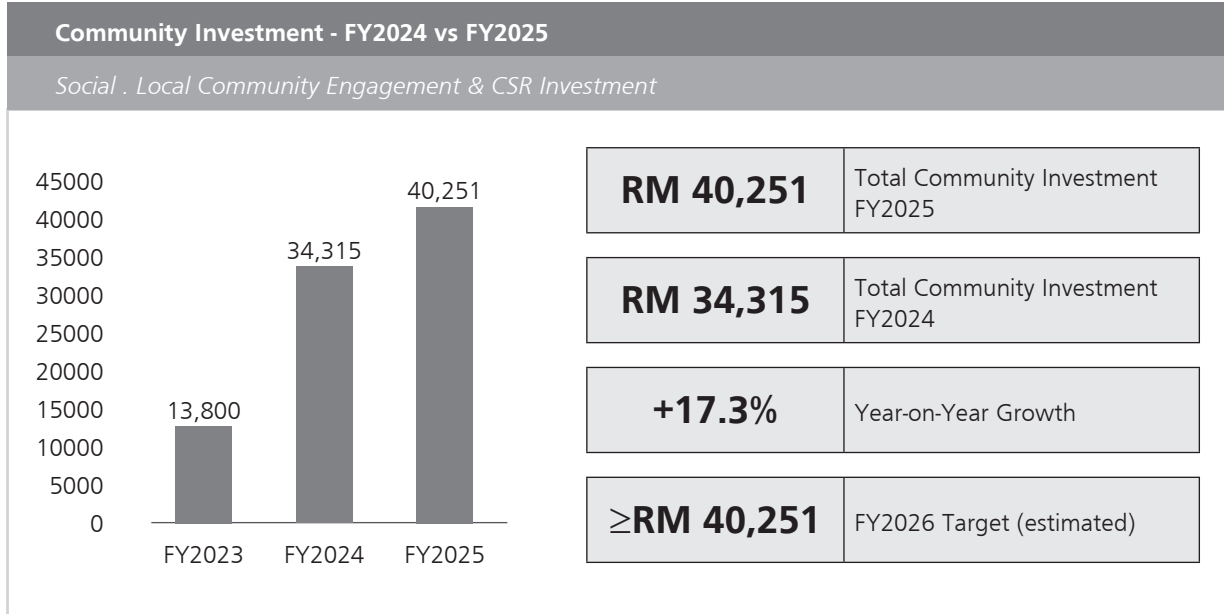 Community Investment - FY2024 vs FY2025
Social . Local Community Engagement & CSR Investment
45000
40000
35000
30000
25000
20000
15000
10000
5000
0
13,800
34,315
40,251
FY2023
FY2024
FY2025
RM 40,251
Total Community Investment
FY2025
RM 34,315
Total Community Investment
FY2024
+17.3%
Year-on-Year Growth
≥RM 40,251
FY2026 Target (estimated)